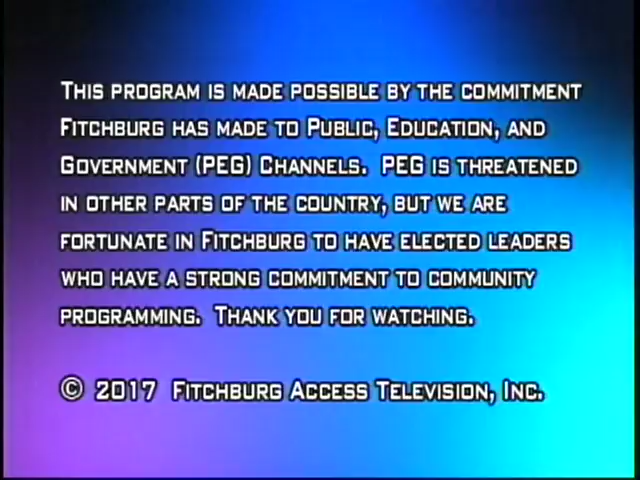 This program is made possible by the commitment
Fitchburg has made to Public, Education, and
Government (PEG) Channels.  PEG is threatened
in other parts of the country, but we are
fortunate in Fitchburg to have elected leaders
who have a strong commitment to community
programming.  Thank you for watching.
© 2017  Fitchburg Access Television, Inc.